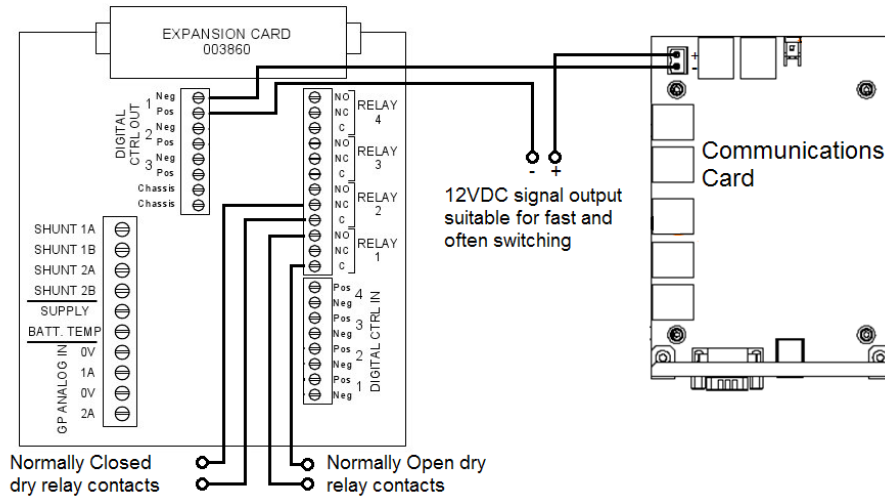 EXPANSION CARD
003860
DIGITAL
CTRL OUT
1
2
3
Neg
Pos
Neg
Pos
Neg
Pos
Chassis
Chassis
NO
NC
C
RELAY
4
NO
NC
C
RELAY
3
NO
NC
C
RELAY
2
NO
NC
C
RELAY
1
SHUNT 1A
SHUNT 1B
SHUNT 2A
SHUNT 2B
SUPPLY
BATT. TEMP
GP ANALOG IN
0V
1A
0V
2A
Pos
Neg
4
Pos
Neg
3
Pos
Neg
2
Pos
Neg
1
DIGITAL CTRL IN
- +
12VDC signal output
suitable for fast and
often switching
+
-
Communications
Card
Normally Closed
dry relay contacts
Normally Open dry
relay contacts